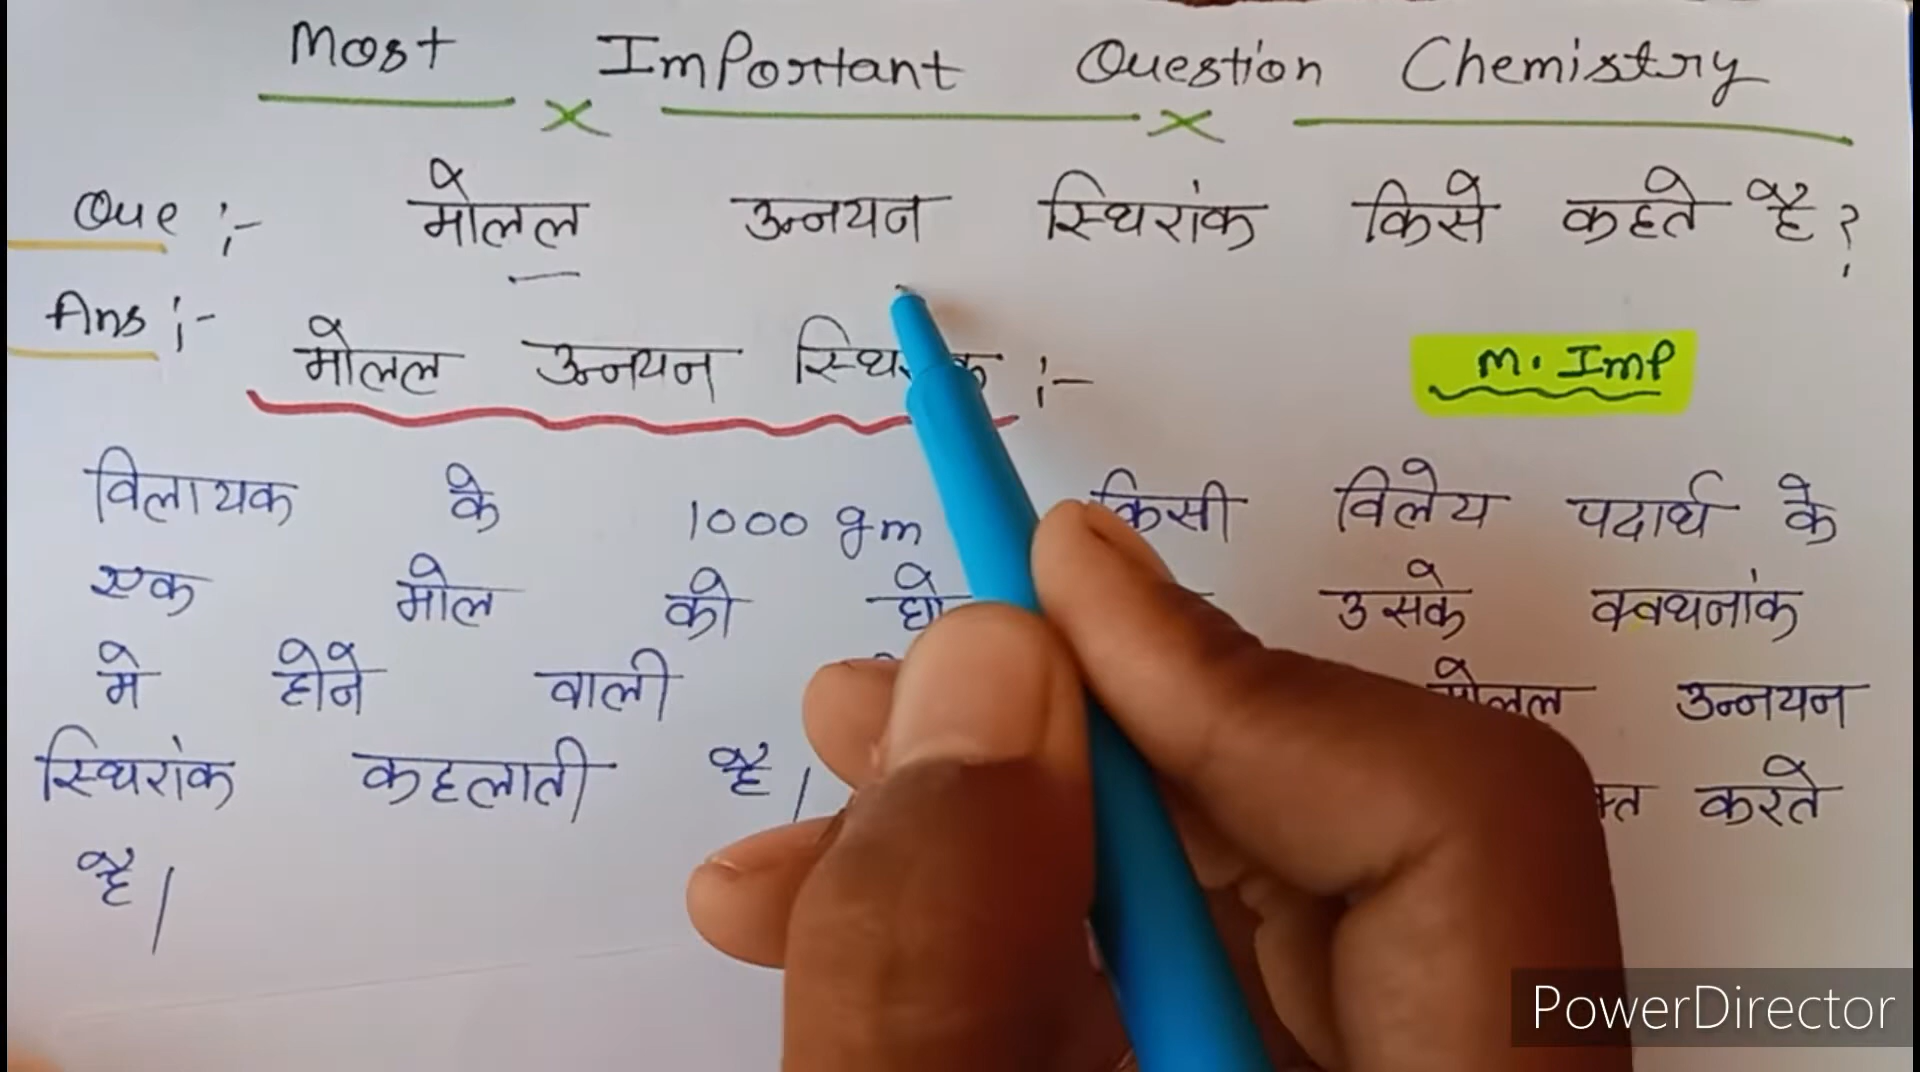 Most Important Question Chemistry
Que :- मोलल उन्नयन स्थिरांक किसे कहते है ?
Ans :-
मोलल उन्नयन :-
M. Imp
विलायक के 1000 gm किसी विलेय पदार्थ के
एक मोल को उसके क्वथनांक
मे होने वाली उन्नयन
स्थिरांक कहलाती है। करते
है।
PowerDirector